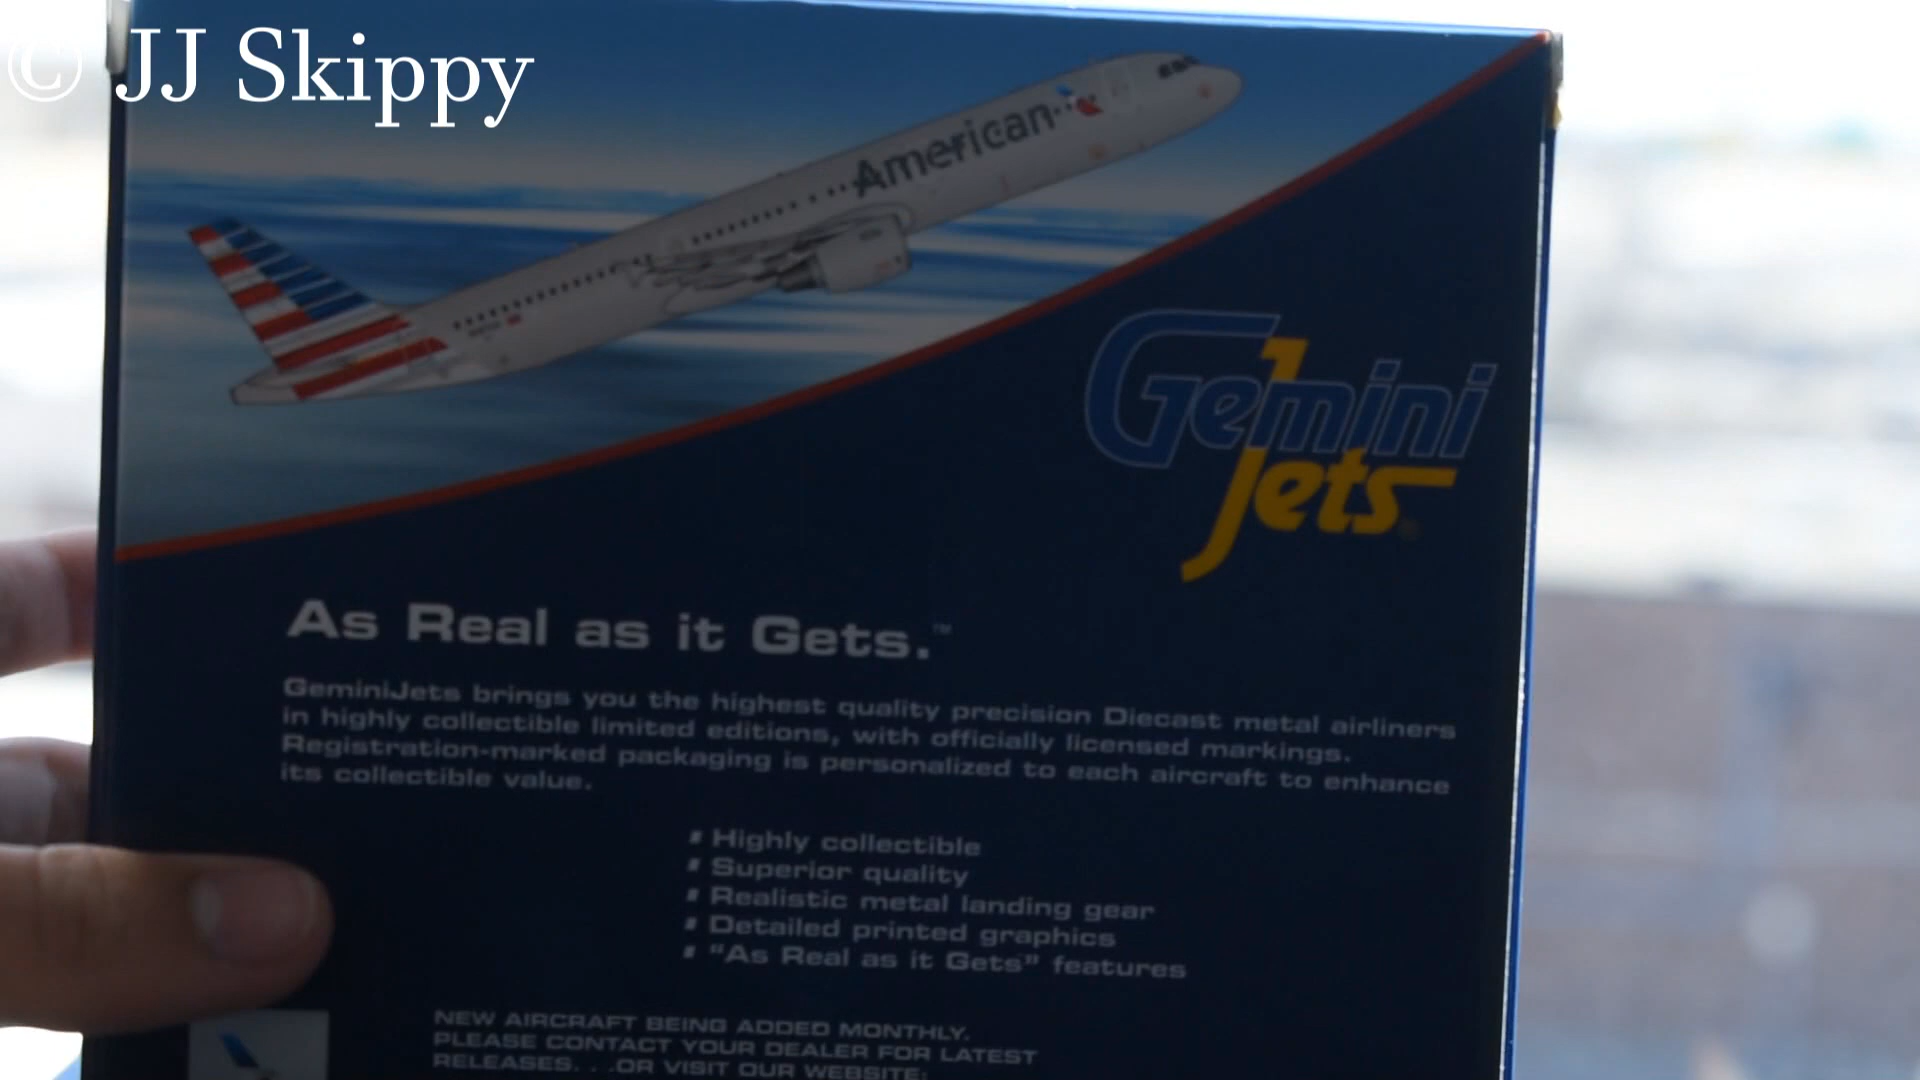 © JJ Skippy
American
Gemini
Jets
As Real as it Gets.™
GeminiJets brings you the highest quality precision Diecast metal airliners
in highly collectible limited editions, with officially licensed markings.
Registration-marked packaging is personalized to each aircraft to enhance
its collectible value.
Highly collectible
Superior quality
Realistic metal landing gear
Detailed printed graphics
“As Real as it Gets” features
NEW AIRCRAFT BEING ADDED MONTHLY.
PLEASE CONTACT YOUR DEALER FOR LATEST
RELEASES. . .OR VISIT OUR WEBSITE: